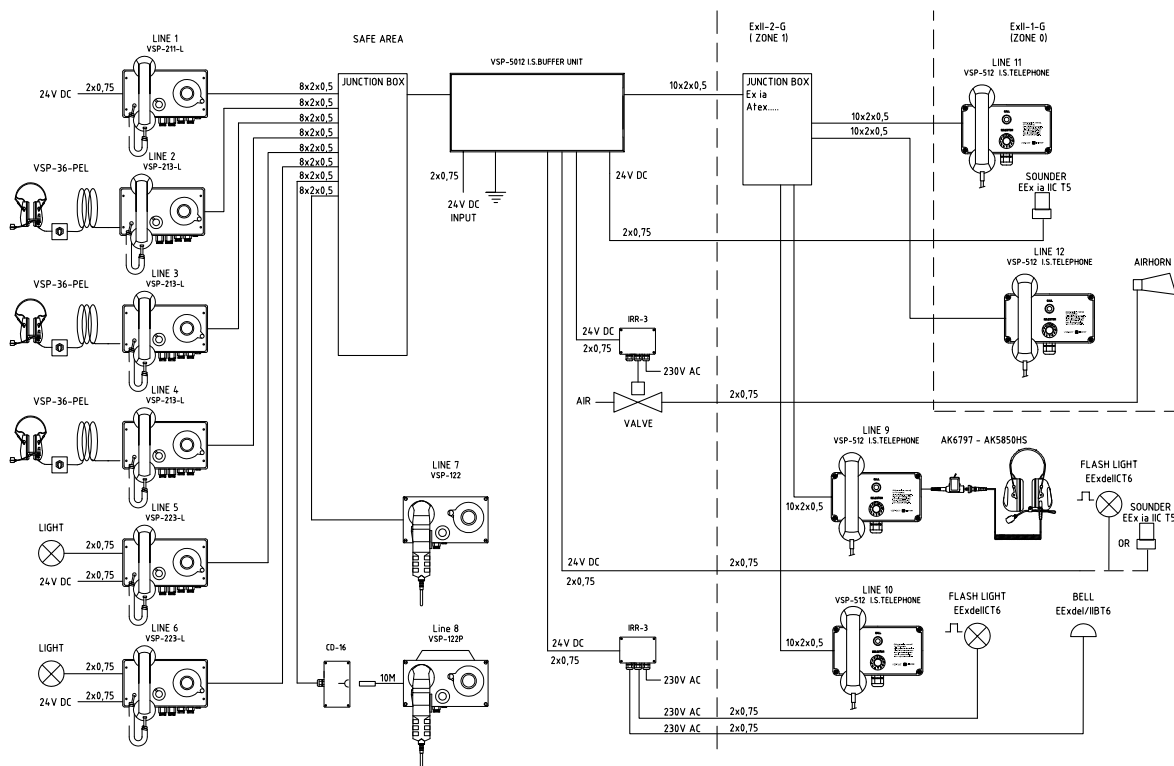 LINE 1
VSP-211-L
24V DC
2x0,75
LINE 2
VSP-213-L
VSP-36-PEL
LINE 3
VSP-213-L
VSP-36-PEL
LINE 4
VSP-213-L
VSP-36-PEL
LINE 5
VSP-223-L
LIGHT
2x0,75
24V DC
2x0,75
LINE 6
VSP-223-L
LIGHT
2x0,75
24V DC
2x0,75
SAFE AREA
JUNCTION BOX
8x2x0,5
8x2x0,5
8x2x0,5
8x2x0,5
8x2x0,5
8x2x0,5
8x2x0,5
8x2x0,5
LINE 7
VSP-122
Line 8
VSP-122P
CD-16
10M
VSP-5012 I.S.BUFFER UNIT
2x0,75
24V DC
INPUT
24V DC
10x2x0,5
IRR-3
24V DC
2x0,75
230V AC
AIR
VALVE
2x0,75
2x0,75
24V DC
2x0,75
2x0,75
IRR-3
24V DC
2x0,75
230V AC
230V AC
2x0,75
230V AC
2x0,75
ExII-2-G
( ZONE 1)
JUNCTION BOX
Ex ia
Atex.....
10x2x0,5
10x2x0,5
ExII-1-G
(ZONE 0)
LINE 11
VSP-512 I.S.TELEPHONE
SOUNDER
EEx ia IIC T5
LINE 12
VSP-512 I.S.TELEPHONE
AIRHORN
LINE 9
VSP-512 I.S.TELEPHONE
10x2x0,5
AK6797 - AK5850HS
FLASH LIGHT
EExdeIICT6
SOUNDER
EEx ia IIC T5
OR
LINE 10
VSP-512 I.S.TELEPHONE
10x2x0,5
FLASH LIGHT
EExdeIICT6
BELL
EExdel/IIBT6